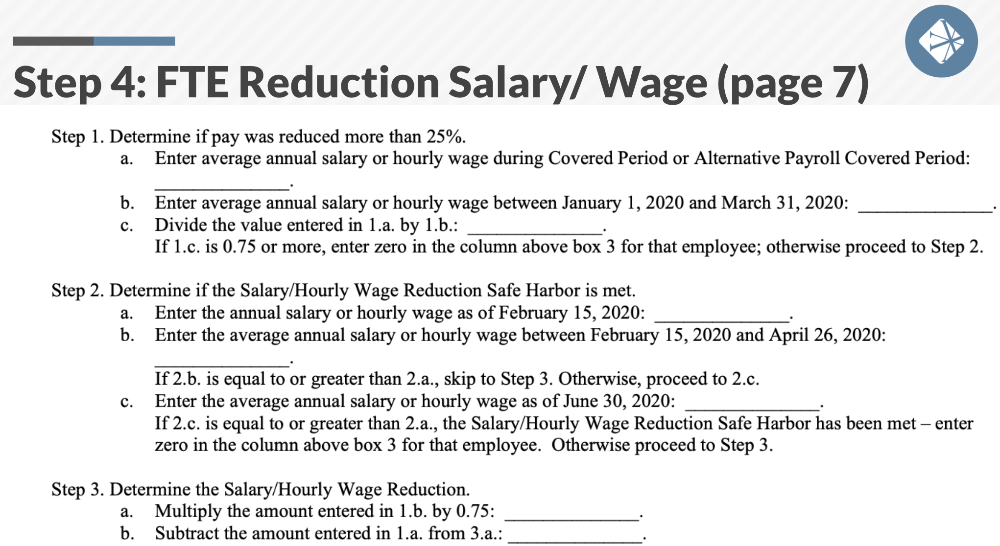 Step 4: FTE Reduction Salary/ Wage (page 7)
Step 1. Determine if pay was reduced more than 25%.
a. Enter average annual salary or hourly wage during Covered Period or Alternative Payroll Covered Period:
______________.
b. Enter average annual salary or hourly wage between January 1, 2020 and March 31, 2020: ______________.
c. Divide the value entered in 1.a. by 1.b.: ______________.
If 1.c. is 0.75 or more, enter zero in the column above box 3 for that employee; otherwise proceed to Step 2.
Step 2. Determine if the Salary/Hourly Wage Reduction Safe Harbor is met.
a. Enter the annual salary or hourly wage as of February 15, 2020: ______________.
b. Enter the average annual salary or hourly wage between February 15, 2020 and April 26, 2020:
______________.
If 2.b. is equal to or greater than 2.a., skip to Step 3. Otherwise, proceed to 2.c.
c. Enter the average annual salary or hourly wage as of June 30, 2020: ______________.
If 2.c. is equal to or greater than 2.a., the Salary/Hourly Wage Reduction Safe Harbor has been met – enter
zero in the column above box 3 for that employee. Otherwise proceed to Step 3.
Step 3. Determine the Salary/Hourly Wage Reduction.
a. Multiply the amount entered in 1.b. by 0.75: ______________.
b. Subtract the amount entered in 1.a. from 3.a.: ______________.